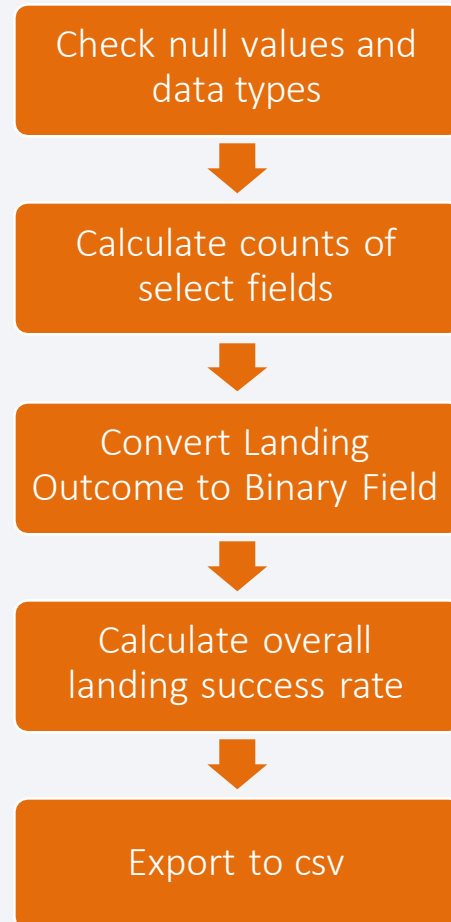 Check null values and
data types
Calculate counts of
select fields
Convert Landing
Outcome to Binary Field
Calculate overall
landing success rate
Export to csv